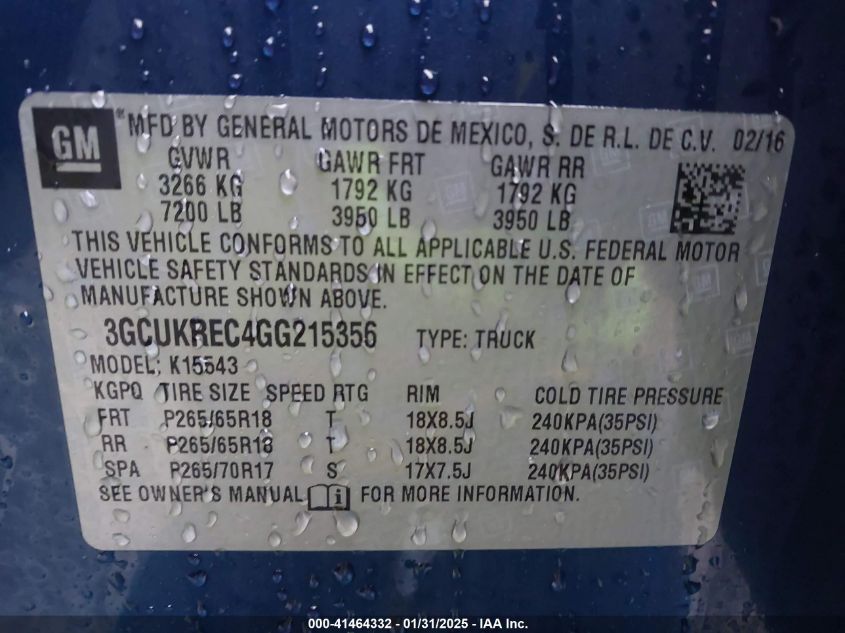 GM
® MFD BY GENERAL MOTORS DE MEXICO, S. DE R.L. DE C.V. 02/16
GVWR GAWR FRT GAWR RR
3266 KG 1792 KG 1792 KG
7200 LB 3950 LB 3950 LB
THIS VEHICLE CONFORMS TO ALL APPLICABLE U.S. FEDERAL MOTOR
VEHICLE SAFETY STANDARDS IN EFFECT ON THE DATE OF
MANUFACTURE SHOWN ABOVE.
3GCUKREC4GG215356 TYPE: TRUCK
MODEL: K15543
KGPQ TIRE SIZE SPEED RTG RIM COLD TIRE PRESSURE
FRT P265/65R18 T 18X8.5J 240KPA(35PSI)
RR P265/65R18 T 18X8.5J 240KPA(35PSI)
SPA P265/70R17 S 17X7.5J 240KPA(35PSI)
SEE OWNER'S MANUAL i FOR MORE INFORMATION.
000-41464332 - 01/31/2025 - IAA Inc.